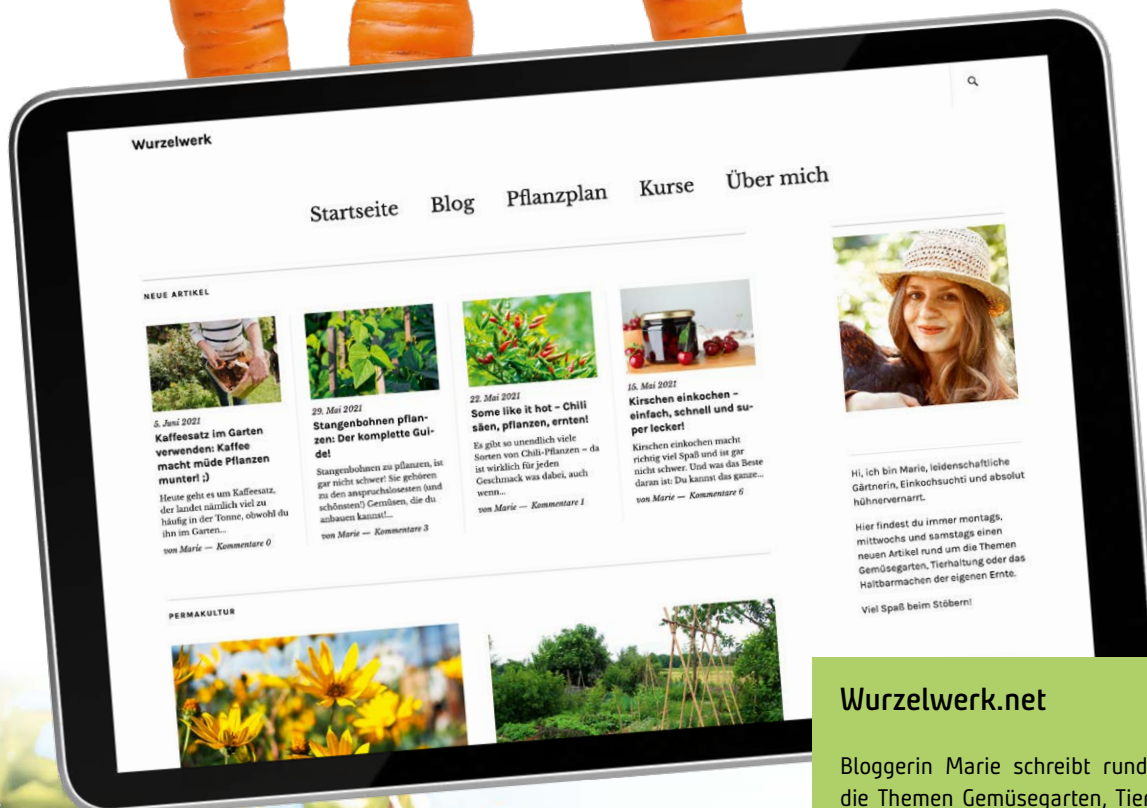 Wurzelwerk
Startseite Blog Pflanzplan Kurse Über mich
NEUE ARTIKEL
5. Juni 2021
Kaffeesatz im Garten
verwenden: Kaffee
macht müde Pflanzen
munter! ;)
Heute geht es um Kaffeesatz,
der landet nämlich viel zu
häufig in der Tonne, obwohl du
ihn im Garten...
von Marie — Kommentare 0
29. Mai 2021
Stangenbohnen pflan-
zen: Der komplette Gui-
de!
Stangenbohnen zu pflanzen, ist
gar nicht schwer! Sie gehören
zu den anspruchslosesten (und
schönsten!) Gemüsen, die du
anbauen kannst!...
von Marie — Kommentare 3
22. Mai 2021
Some like it hot – Chili
säen, pflanzen, ernten!
Es gibt so unendlich viele
Sorten von Chili-Pflanzen – da
ist wirklich für jeden
Geschmack was dabei, auch
wenn...
von Marie — Kommentare 1
15. Mai 2021
Kirschen einkochen –
einfach, schnell und su-
per lecker!
Kirschen einkochen macht
richtig viel Spaß und ist gar
nicht schwer. Und was das Beste
daran ist: Du kannst das ganze...
von Marie — Kommentare 6
Hi, ich bin Marie, leidenschaftliche
Gärtnerin, Einkochsuchti und absolut
hühnervernarrt.
Hier findest du immer montags,
mittwochs und samstags einen
neuen Artikel rund um die Themen
Gemüsegarten, Tierhaltung oder das
Haltbarmachen der eigenen Ernte.
Viel Spaß beim Stöbern!
PERMAKULTUR
Wurzelwerk.net
Bloggerin Marie schreibt rund
die Themen Gemüsegarten, Tier